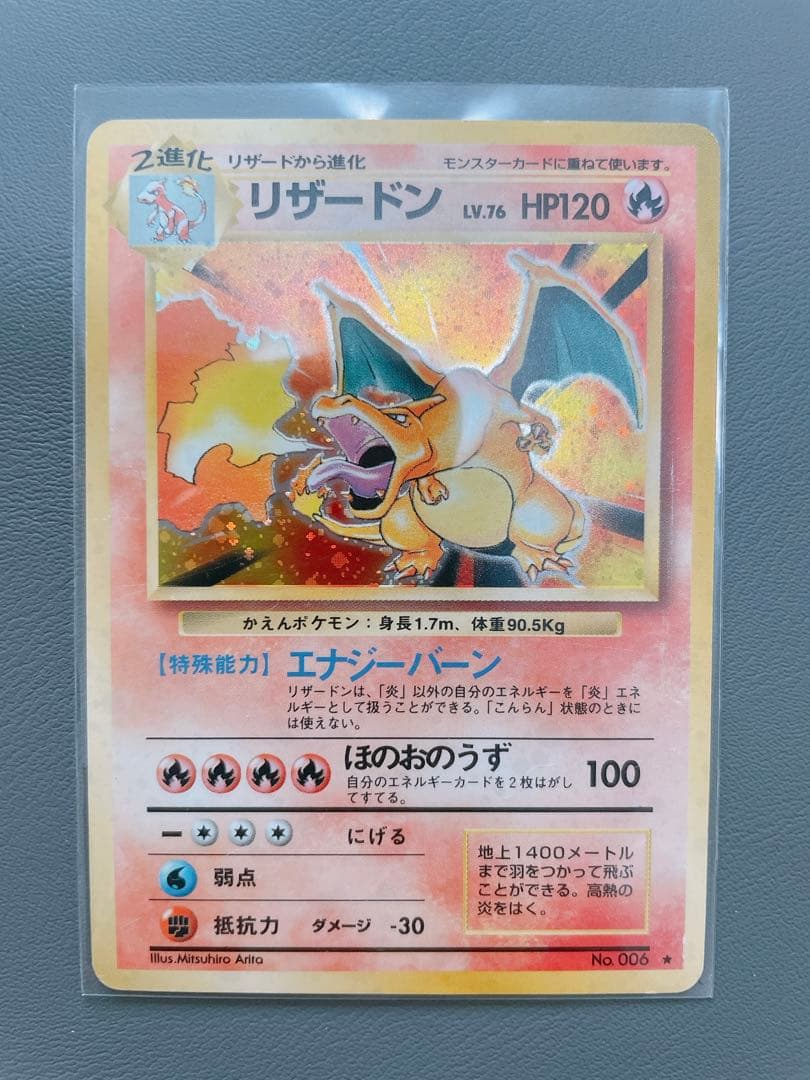 2進化 リザードから進化 モンスターカードに重ねて使います。
リザードン LV.76 HP120
かえんポケモン：身長1.7m、体重90.5Kg
【特殊能力】エナジーバーン
リザードンは、「炎」以外の自分のエネルギーを「炎」エネ
ルギーとして扱うことができる。「こんらん」状態のときに
は使えない。
ほのおのうず 100
自分のエネルギーカードを2枚はがし
てすてる。
ー にげる
弱点
抵抗力 ダメージ -30
地上1400メートル
まで羽をつかって飛ぶ
ことができる。高熱の
炎をはく。
Illus.Mitsuhiro Arita
No. 006 ★